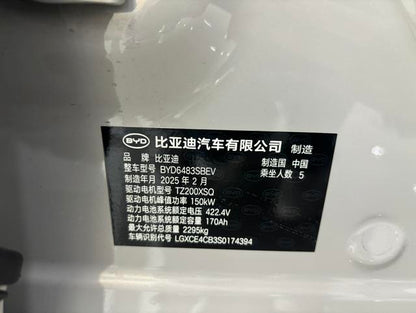 BYD 比亚迪汽车有限公司 制造
品 牌 比亚迪 制造国 中国
整车型号 BYD6483SBEV 乘坐人数 5
制造年月 2025 年 2 月
驱动电机型号 TZ200XSQ
驱动电机峰值功率 150kW
动力电池系统额定电压 422.4V
动力电池系统额定容量 170Ah
最大允许总质量 2295kg
车辆识别代号 LGXCE4CB3S0174394